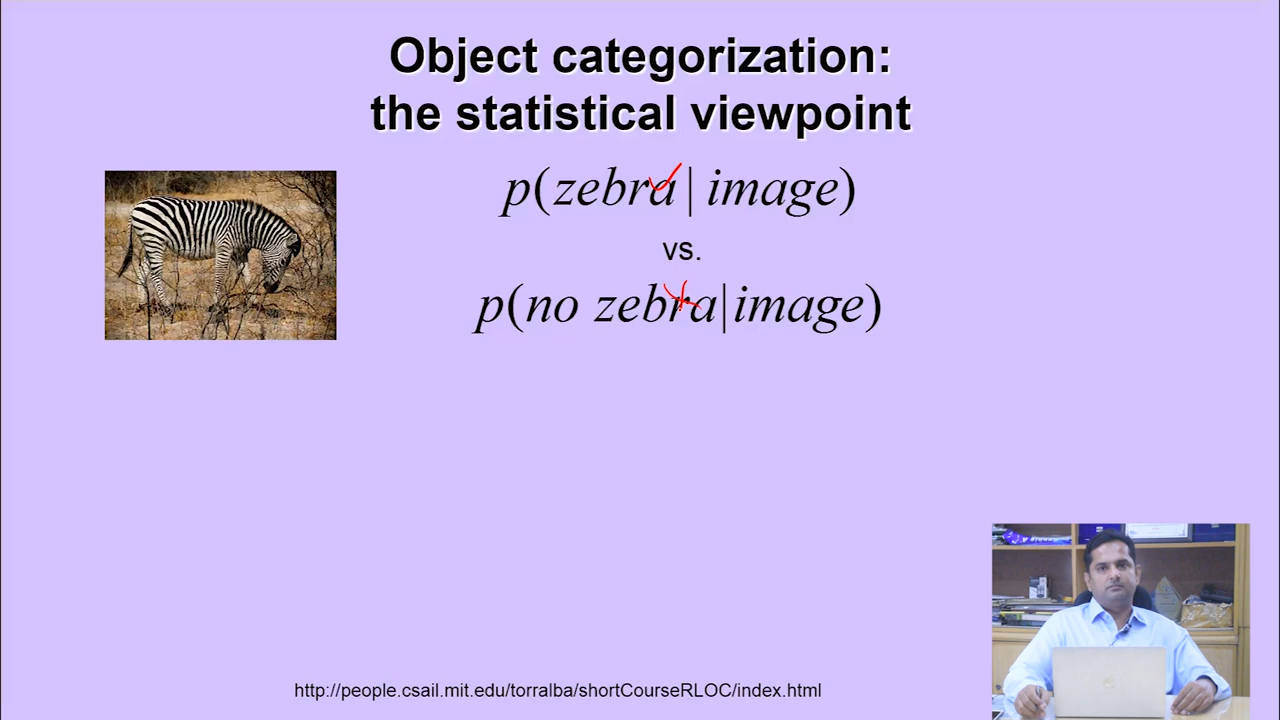 Object categorization:
the statistical viewpoint
p(zebra | image)
vs.
p(no zebra|image)
http://people.csail.mit.edu/torralba/shortCourseRLOC/index.html